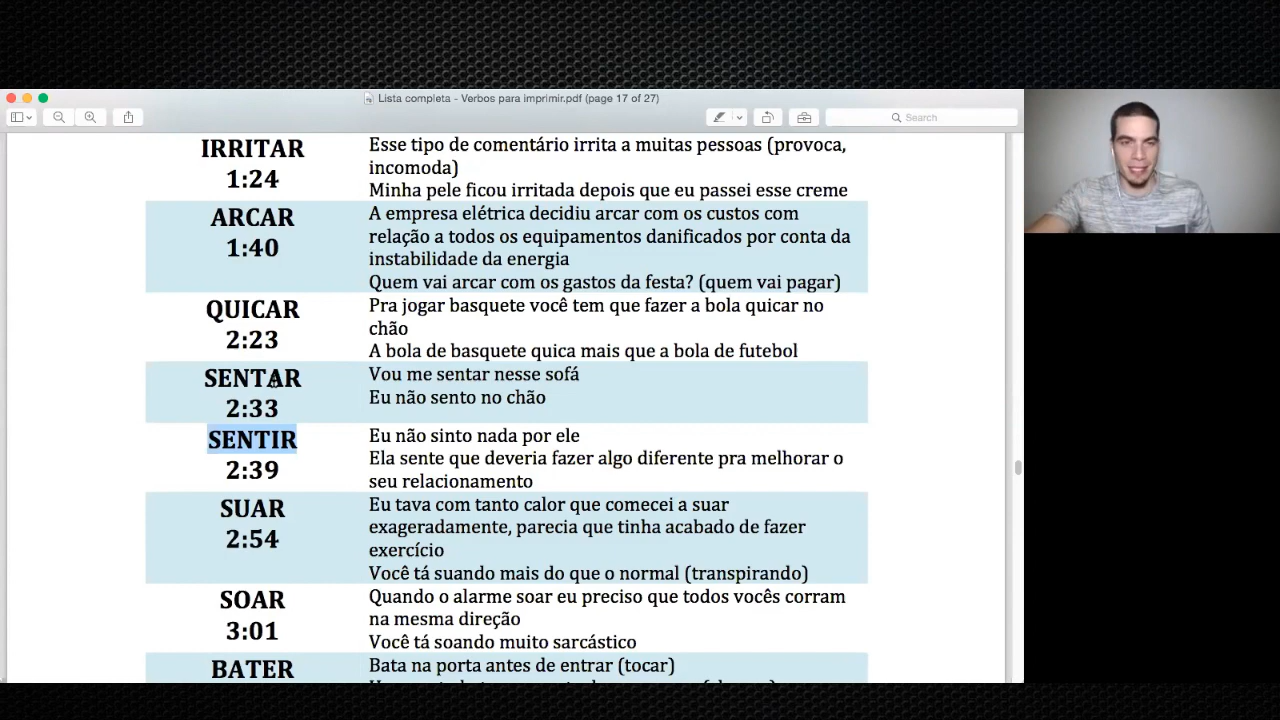 Lista completa - Verbos para imprimir.pdf (page 17 of 27)
Search
IRRITAR
1:24
Esse tipo de comentário irrita a muitas pessoas (provoca,
incomoda)
Minha pele ficou irritada depois que eu passei esse creme
ARCAR
1:40
A empresa elétrica decidiu arcar com os custos com
relação a todos os equipamentos danificados por conta da
instabilidade da energia
Quem vai arcar com os gastos da festa? (quem vai pagar)
QUICAR
2:23
Pra jogar basquete você tem que fazer a bola quicar no
chão
A bola de basquete quica mais que a bola de futebol
SENTAR
2:33
Vou me sentar nesse sofá
Eu não sento no chão
SENTIR
2:39
Eu não sinto nada por ele
Ela sente que deveria fazer algo diferente pra melhorar o
seu relacionamento
SUAR
2:54
Eu tava com tanto calor que comecei a suar
exageradamente, parecia que tinha acabado de fazer
exercício
Você tá suando mais do que o normal (transpirando)
SOAR
3:01
Quando o alarme soar eu preciso que todos vocês corram
na mesma direção
Você tá soando muito sarcástico
BATER
Bata na porta antes de entrar (tocar)